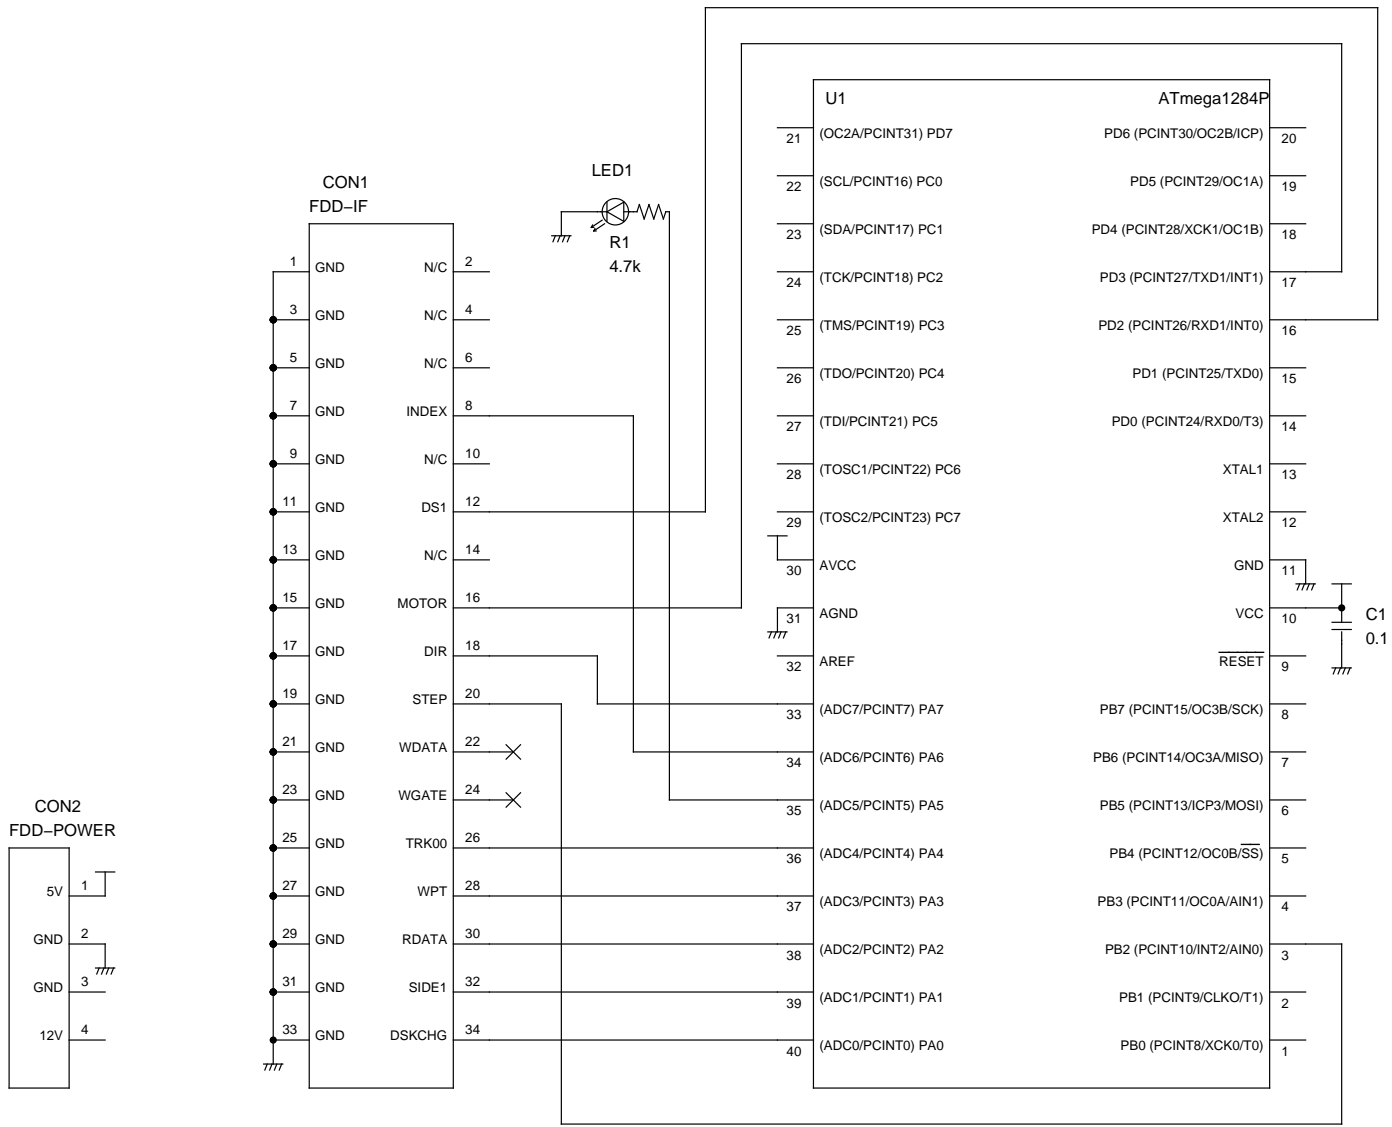 U1
ATmega1284P
21 (OC2A/PCINT31) PD7
PD6 (PCINT30/OC2B/ICP) 20
22 (SCL/PCINT16) PC0
PD5 (PCINT29/OC1A) 19
23 (SDA/PCINT17) PC1
PD4 (PCINT28/XCK1/OC1B) 18
24 (TCK/PCINT18) PC2
PD3 (PCINT27/TXD1/INT1) 17
25 (TMS/PCINT19) PC3
PD2 (PCINT26/RXD1/INT0) 16
26 (TDO/PCINT20) PC4
PD1 (PCINT25/TXD0) 15
27 (TDI/PCINT21) PC5
PD0 (PCINT24/RXD0/T3) 14
28 (TOSC1/PCINT22) PC6
XTAL1 13
29 (TOSC2/PCINT23) PC7
XTAL2 12
30 AVCC
GND 11
31 AGND
VCC 10
32 AREF
RESET 9
33 (ADC7/PCINT7) PA7
PB7 (PCINT15/OC3B/SCK) 8
34 (ADC6/PCINT6) PA6
PB6 (PCINT14/OC3A/MISO) 7
35 (ADC5/PCINT5) PA5
PB5 (PCINT13/ICP3/MOSI) 6
36 (ADC4/PCINT4) PA4
PB4 (PCINT12/OC0B/SS) 5
37 (ADC3/PCINT3) PA3
PB3 (PCINT11/OC0A/AIN1) 4
38 (ADC2/PCINT2) PA2
PB2 (PCINT10/INT2/AIN0) 3
39 (ADC1/PCINT1) PA1
PB1 (PCINT9/CLKO/T1) 2
40 (ADC0/PCINT0) PA0
PB0 (PCINT8/XCK0/T0) 1
C1
0.1
LED1
R1
4.7k
CON1
FDD−IF
1 GND N/C 2
3 GND N/C 4
5 GND N/C 6
7 GND INDEX 8
9 GND N/C 10
11 GND DS1 12
13 GND N/C 14
15 GND MOTOR 16
17 GND DIR 18
19 GND STEP 20
21 GND WDATA 22
23 GND WGATE 24
25 GND TRK00 26
27 GND WPT 28
29 GND RDATA 30
31 GND SIDE1 32
33 GND DSKCHG 34
CON2
FDD−POWER
5V 1
GND 2
GND 3
12V 4